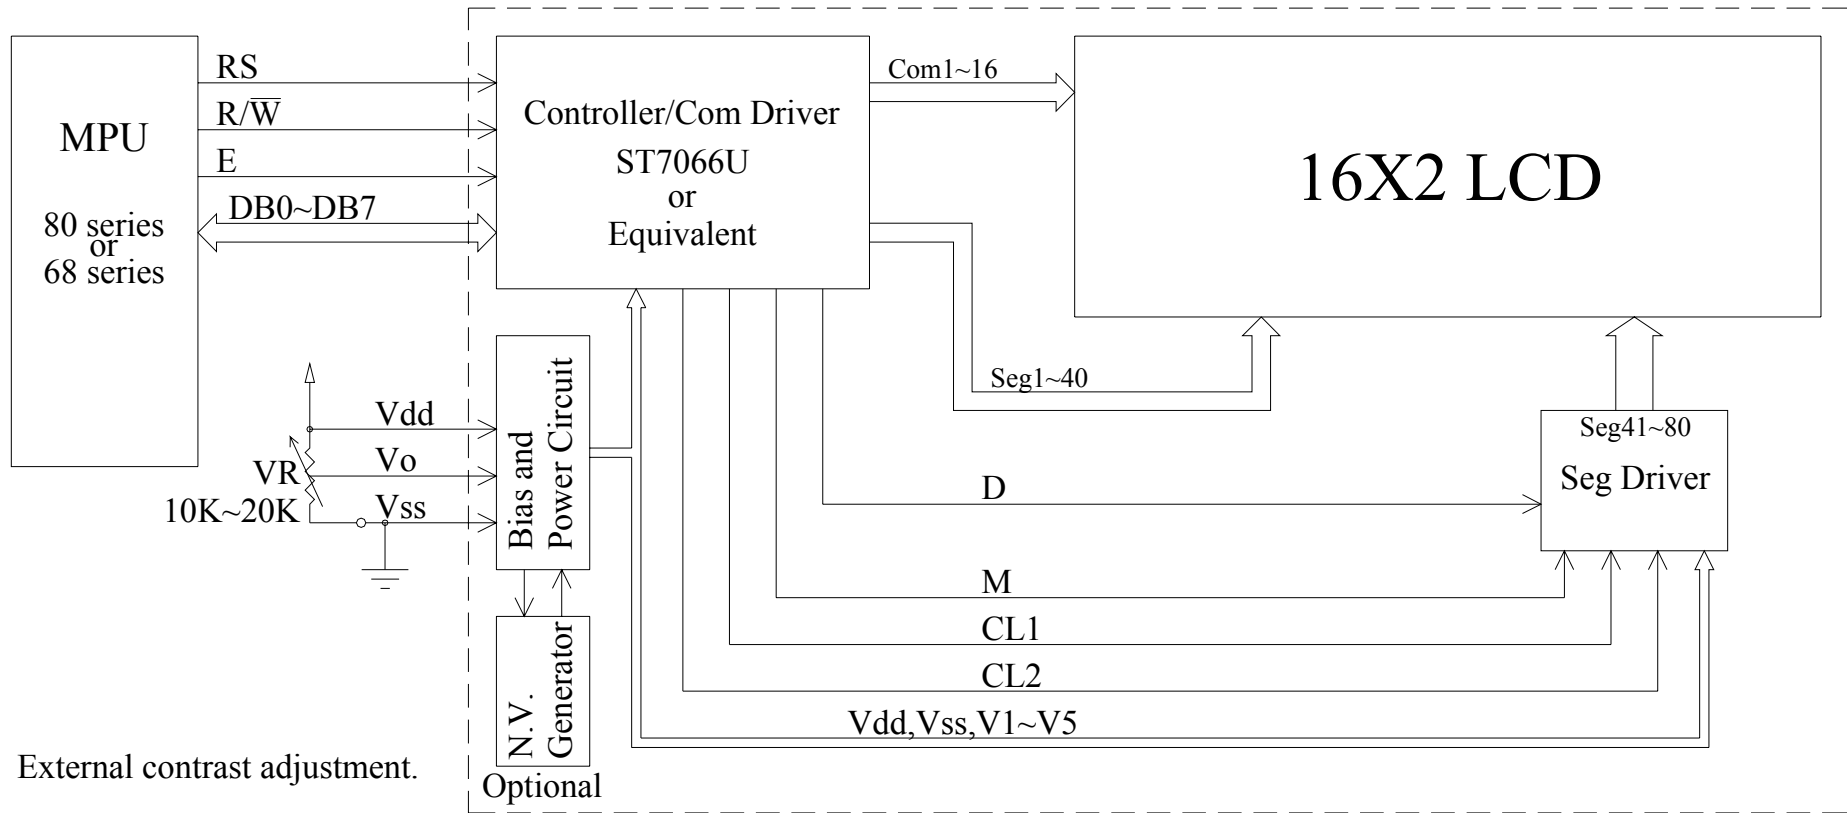 MPU
80 series
or
68 series
RS
R/W̅
E
DB0~DB7
Controller/Com Driver
ST7066U
or
Equivalent
Com1~16
16X2 LCD
Seg1~40
Seg41~80
Seg Driver
Vdd
Vo
Vss
VR
10K~20K
Bias and
Power Circuit
D
M
CL1
CL2
Vdd,Vss,V1~V5
N.V.
Generator
Optional
External contrast adjustment.